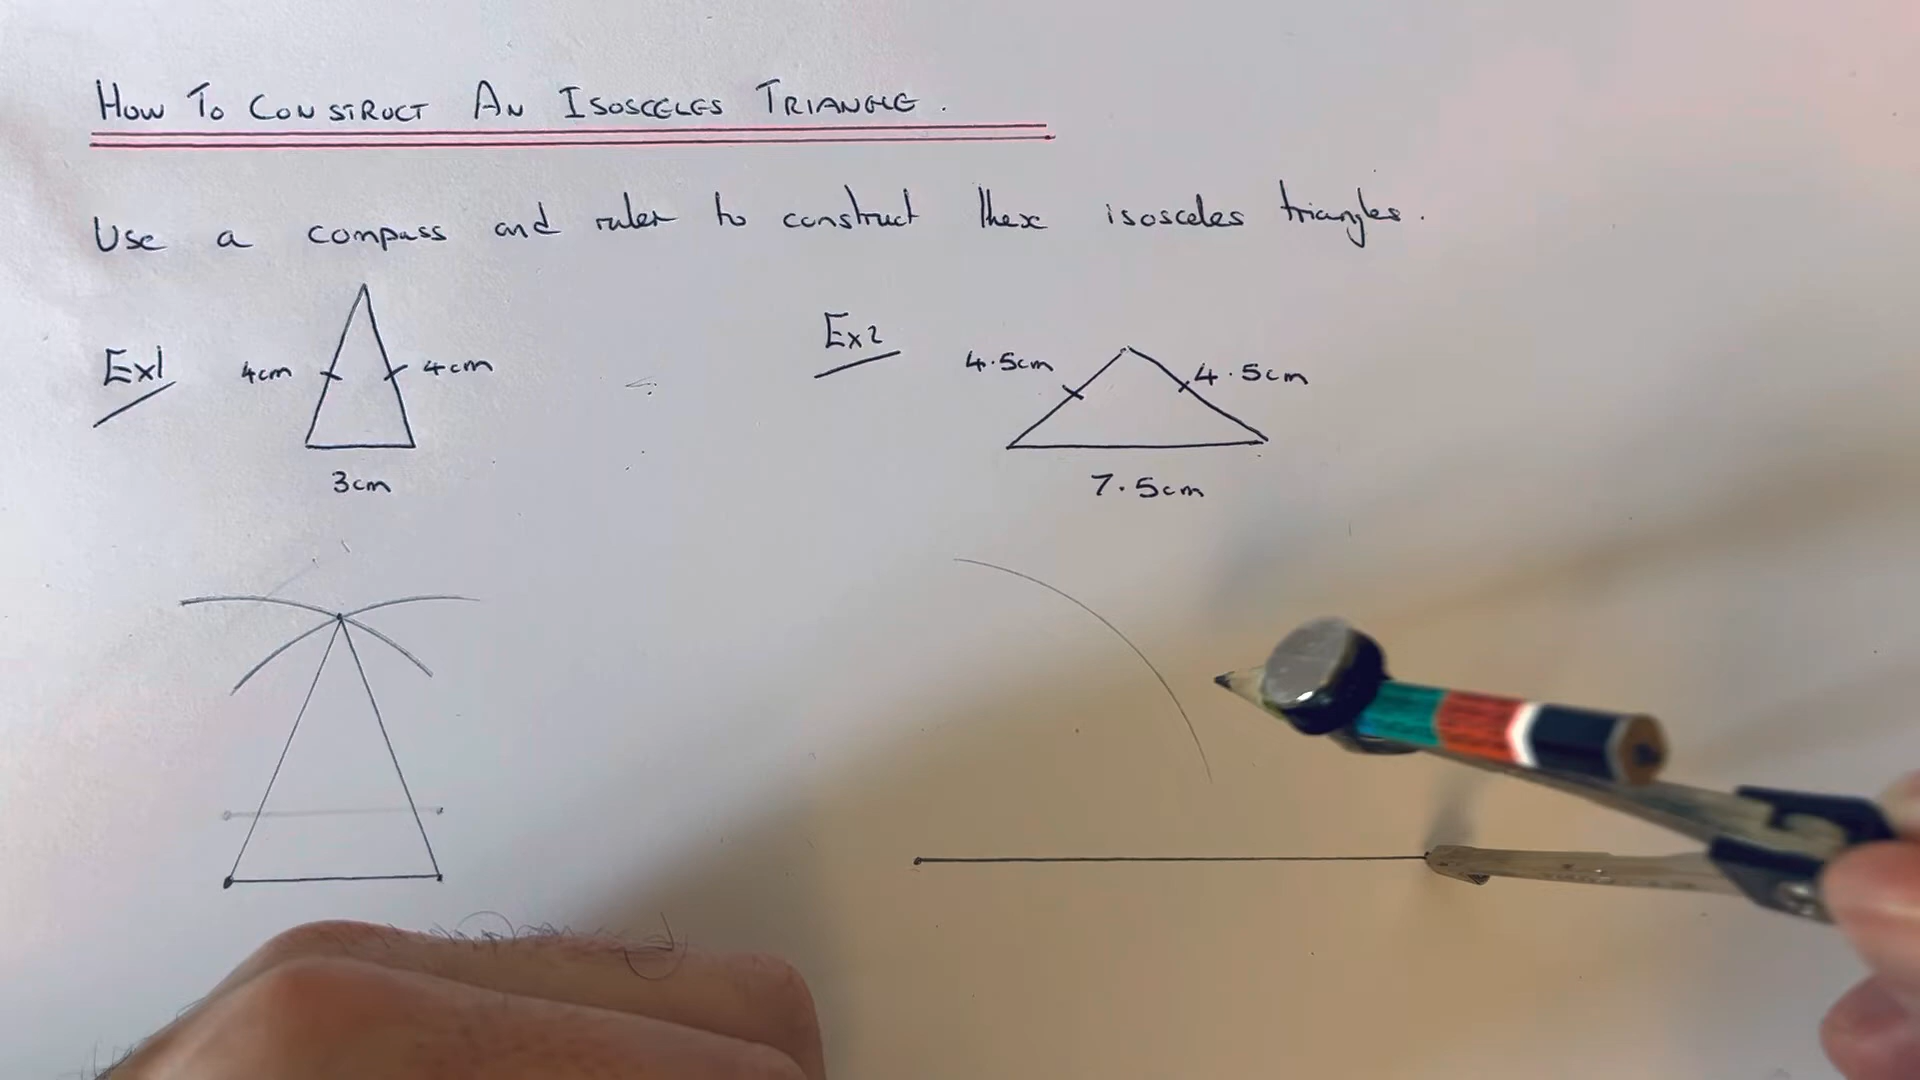 HOW TO CONSTRUCT AN ISOSCELES TRIANGLE.
Use a compass and ruler to construct these isosceles triangles.
Ex1
4cm
4cm
3cm
Ex2
4.5cm
4.5cm
7.5cm